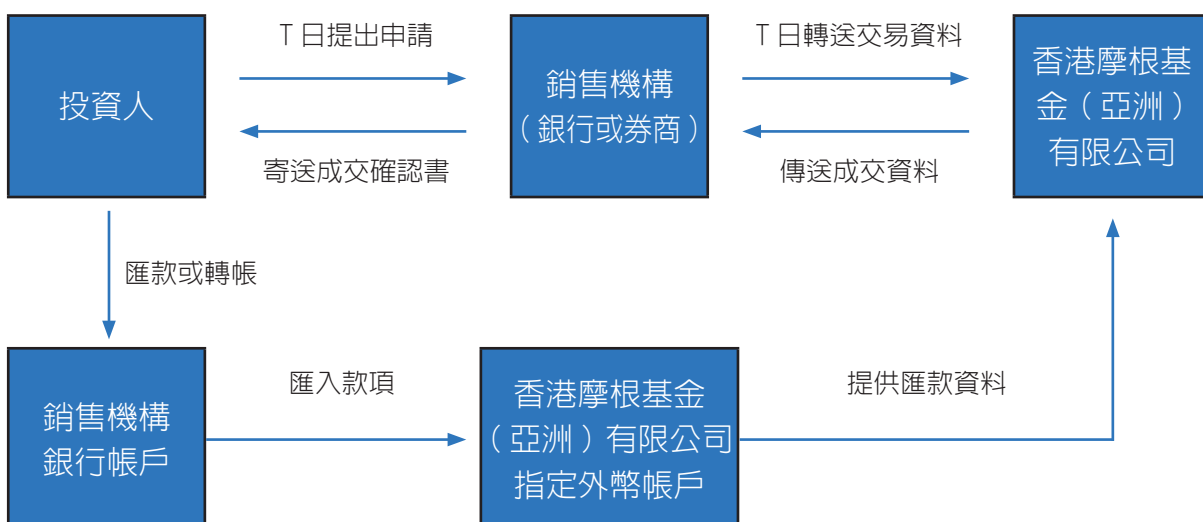 T日提出申請
T日轉送交易資料
投資人
銷售機構
（銀行或券商）
香港摩根基
金（亞洲）
有限公司
寄送成交確認書
傳送成交資料
匯款或轉帳
銷售機構
銀行帳戶
匯入款項
香港摩根基金
（亞洲）有限公司
指定外幣帳戶
提供匯款資料